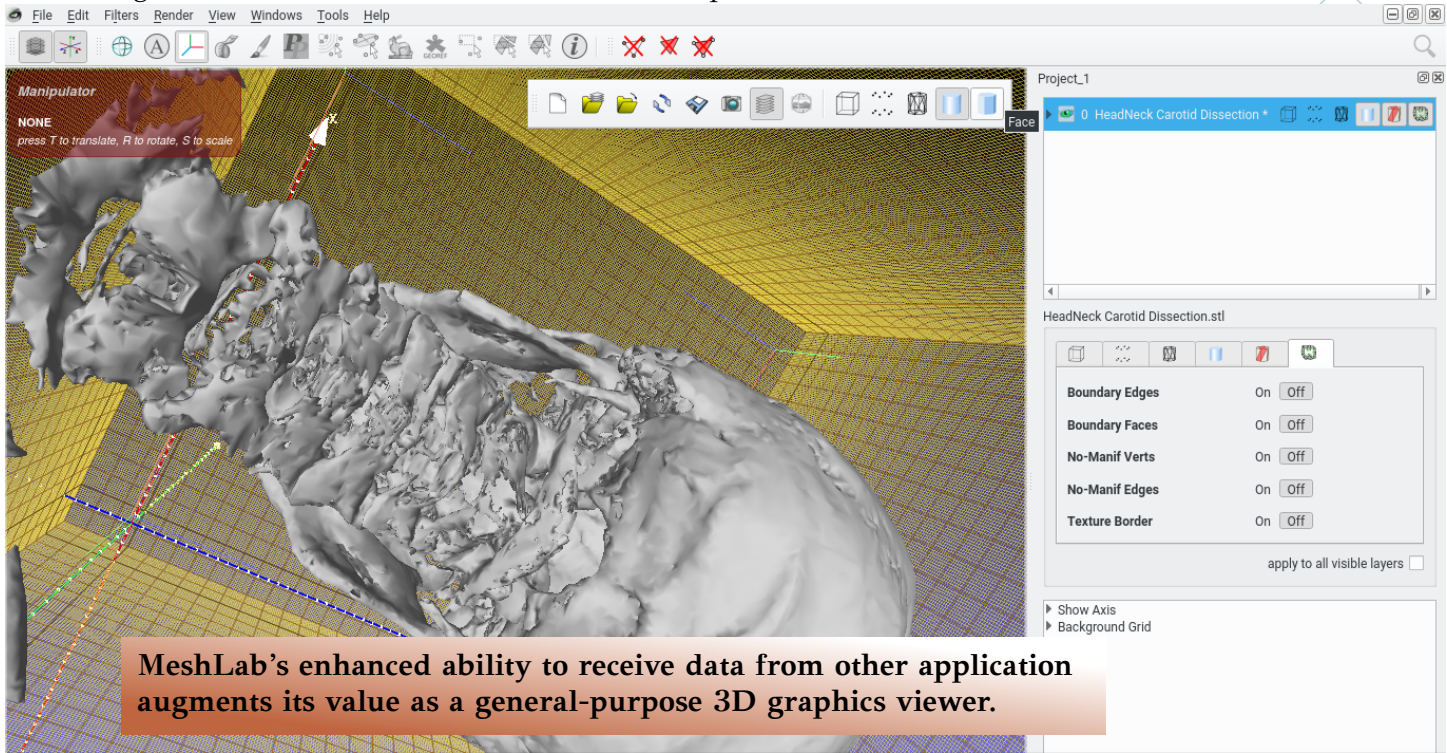 File Edit Filters Render View Windows Tools Help
A
GEOREF
Manipulator
NONE
press T to translate, R to rotate, S to scale
x
Face
Project_1
0 HeadNeck Carotid Dissection *
HeadNeck Carotid Dissection.stl
Boundary Edges On Off
Boundary Faces On Off
No-Manif Verts On Off
No-Manif Edges On Off
Texture Border On Off
apply to all visible layers
Show Axis
Background Grid
MeshLab's enhanced ability to receive data from other application
augments its value as a general-purpose 3D graphics viewer.